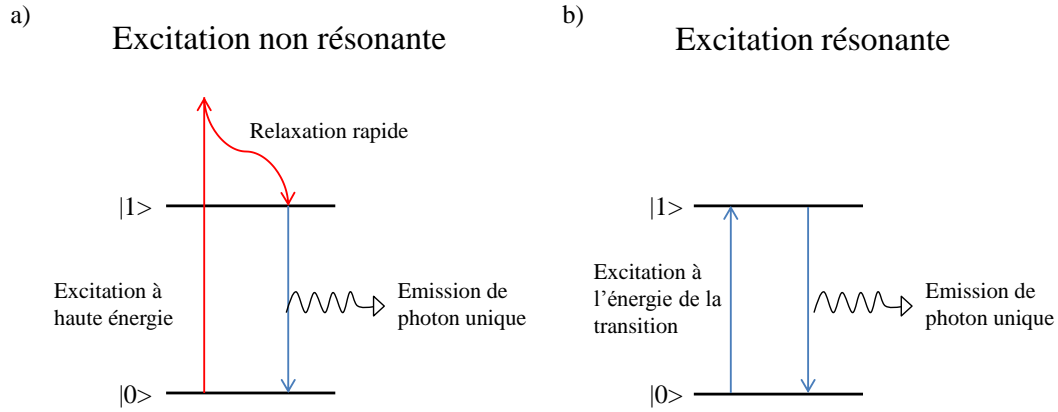 a)
Excitation non résonante
Relaxation rapide
|1>
Excitation à
haute énergie
Emission de
photon unique
|0>
b)
Excitation résonante
|1>
Excitation à
l’énergie de la
transition
Emission de
photon unique
|0>